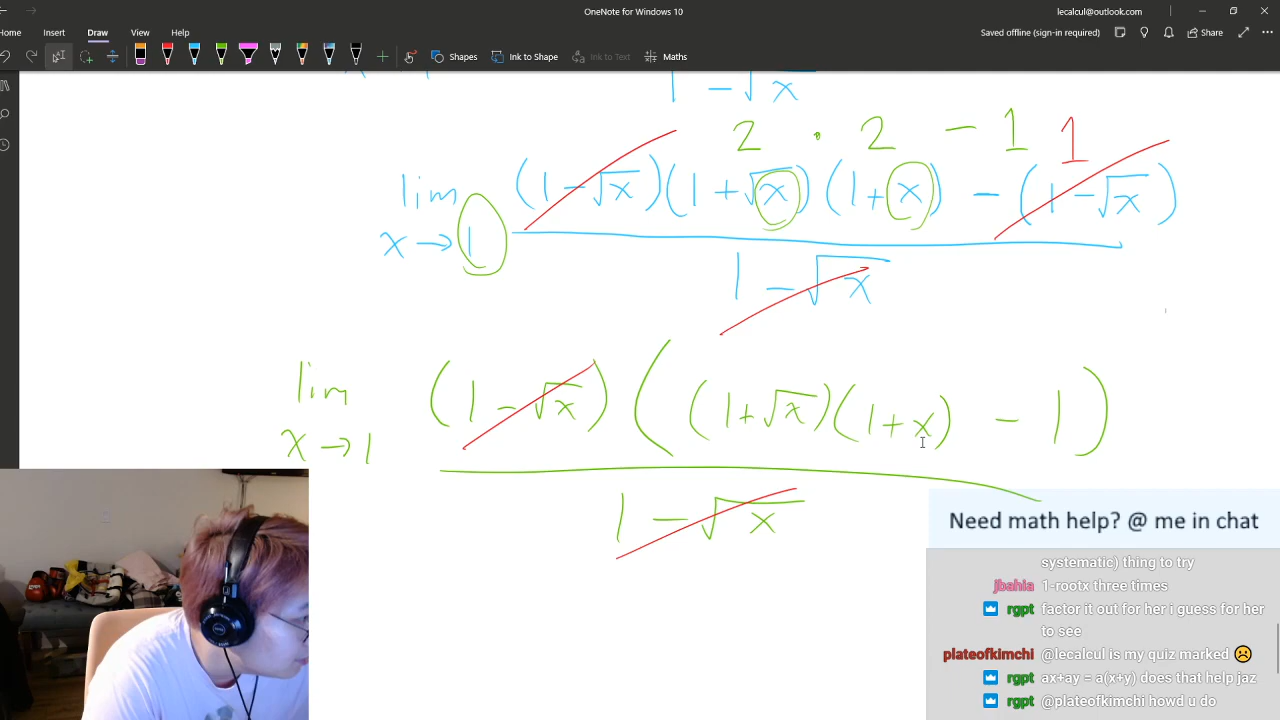 OneNote for Windows 10
lecalcul@outlook.com
Home Insert Draw View Help
Saved offline (sign-in required) Share
Shapes Ink to Shape Ink to Text Maths
1 - √x
2 · 2 - 1 1
lim (1 - √x)(1 + √x)(1 + x) - (1 - √x)
x → 1
1 - √x
lim (1 - √x)((1 + √x)(1 + x) - 1)
x → 1
1 - √x
Need math help? @ me in chat
systematic) thing to try
jbahia 1-rootx three times
rgpt factor it out for her i guess for her
to see
plateofkimchi @lecalcul is my quiz marked
rgpt ax+ay = a(x+y) does that help jaz
rgpt @plateofkimchi howd u do